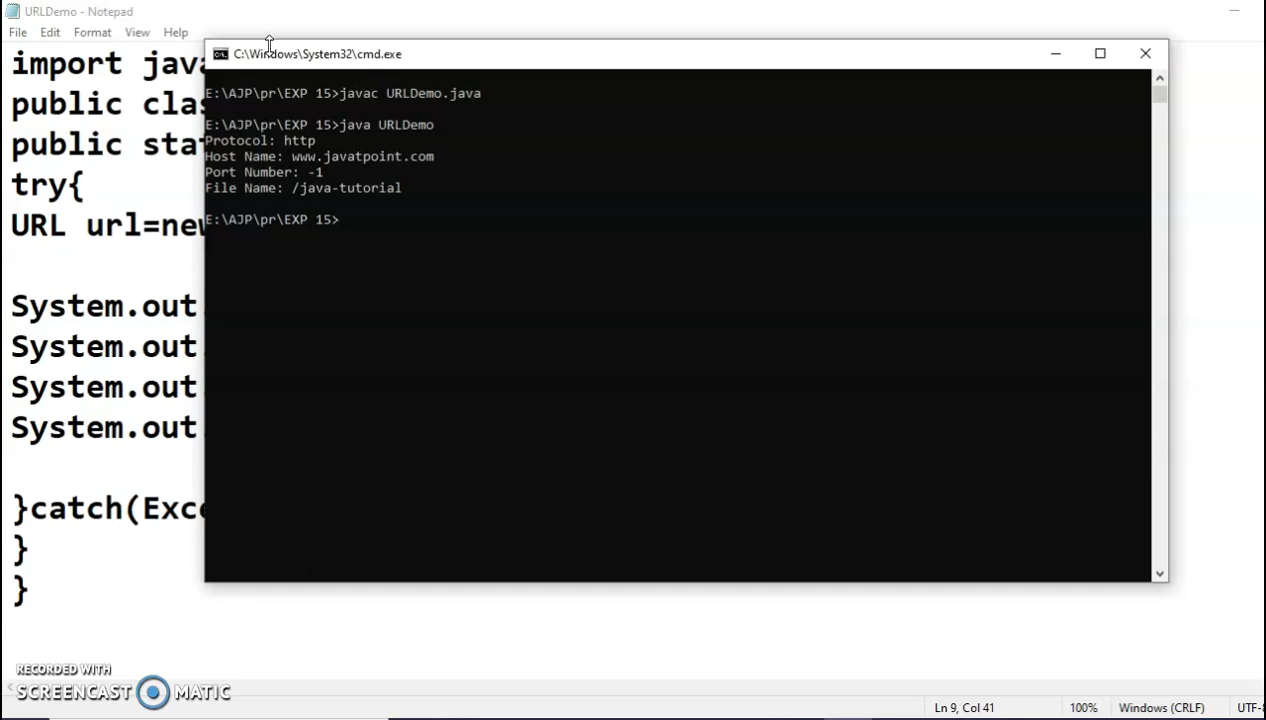 URLDemo - Notepad
File Edit Format View Help
import java
public clas
public stat
try{
URL url=new
System.out.
System.out.
System.out.
System.out.
}catch(Exce
}
}
C:\Windows\System32\cmd.exe
E:\AJP\pr\EXP 15>javac URLDemo.java
E:\AJP\pr\EXP 15>java URLDemo
Protocol: http
Host Name: www.javatpoint.com
Port Number: -1
File Name: /java-tutorial
E:\AJP\pr\EXP 15>
RECORDED WITH
SCREENCAST MATIC
Ln 9, Col 41 100% Windows (CRLF) UTF-8